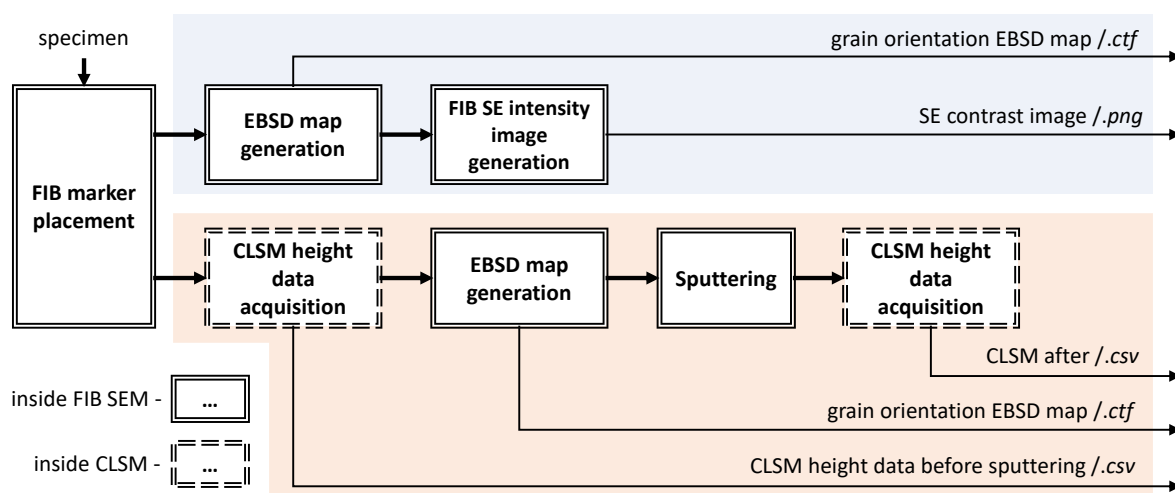 specimen
grain orientation EBSD map /.ctf
FIB marker
placement
EBSD map
generation
FIB SE intensity
image
generation
SE contrast image /.png
CLSM height
data
acquisition
EBSD map
generation
Sputtering
CLSM height
data
acquisition
CLSM after /.csv
inside FIB SEM - ...
grain orientation EBSD map /.ctf
inside CLSM - ...
CLSM height data before sputtering /.csv